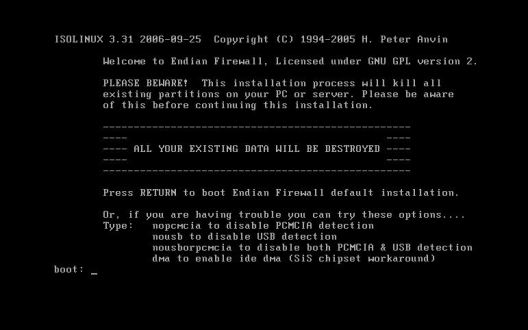 ISOLINUX 3.31 2006-09-25  Copyright (C) 1994-2005 H. Peter Anvin
Welcome to Endian Firewall, Licensed under GNU GPL version 2.
PLEASE BEWARE!  This installation process will kill all
existing partitions on your PC or server. Please be aware
of this before continuing this installation.
--------------------------------------------------
----                                          ----
---- ALL YOUR EXISTING DATA WILL BE DESTROYED ----
----                                          ----
--------------------------------------------------
Press RETURN to boot Endian Firewall default installation.
Or, if you are having trouble you can try these options....
Type:   nopcmcia to disable PCMCIA detection
nousb to disable USB detection
nousborpcmcia to disable both PCMCIA & USB detection
dma to enable ide dma (SiS chipset workaround)
boot: _